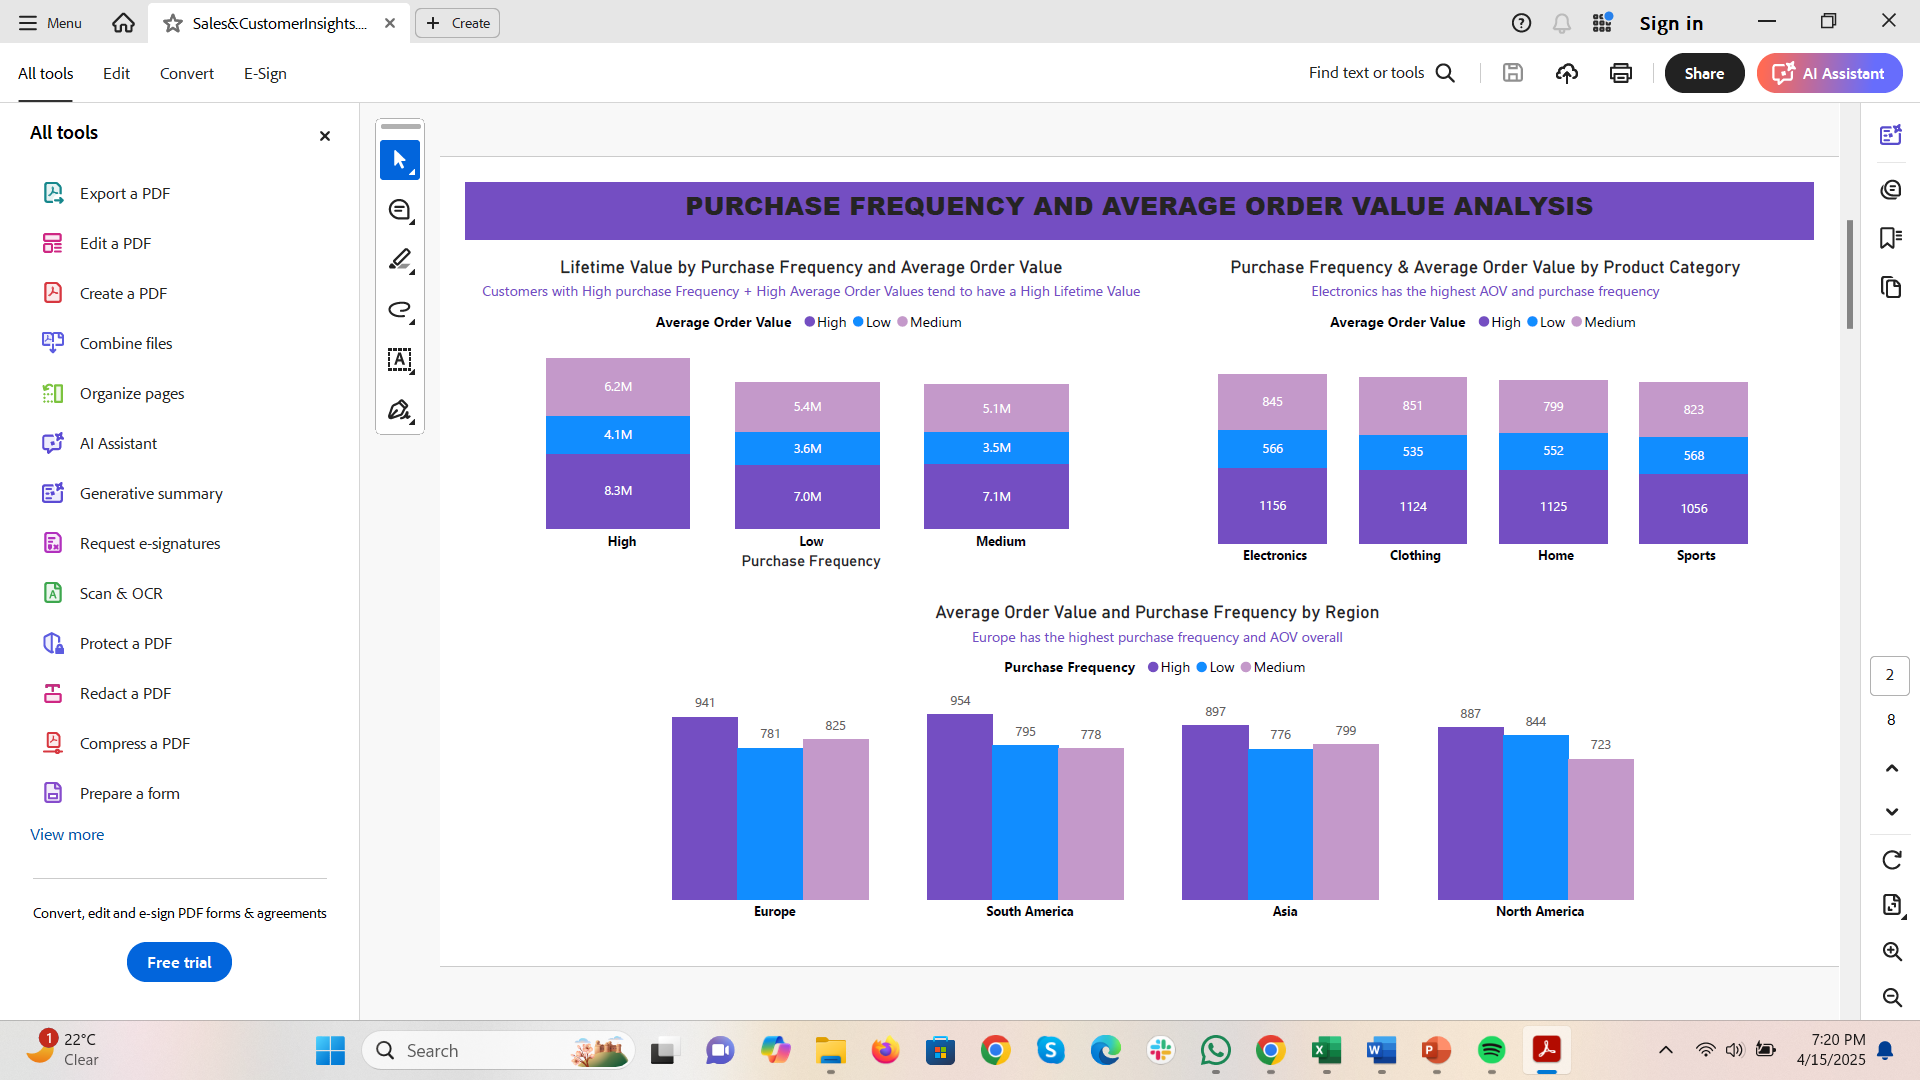 Menu
Sales&CustomerInsights....
Create
Sign in
All tools
Edit
Convert
E-Sign
Find text or tools
Share
AI Assistant
All tools
Export a PDF
Edit a PDF
Create a PDF
Combine files
Organize pages
AI Assistant
Generative summary
Request e-signatures
Scan & OCR
Protect a PDF
Redact a PDF
Compress a PDF
Prepare a form
View more
Convert, edit and e-sign PDF forms & agreements
Free trial
PURCHASE FREQUENCY AND AVERAGE ORDER VALUE ANALYSIS
Lifetime Value by Purchase Frequency and Average Order Value
Customers with High purchase Frequency + High Average Order Values tend to have a High Lifetime Value
Average Order Value High Low Medium
6.2M
4.1M
8.3M
5.4M
3.6M
7.0M
5.1M
3.5M
7.1M
High
Low
Medium
Purchase Frequency
Purchase Frequency & Average Order Value by Product Category
Electronics has the highest AOV and purchase frequency
Average Order Value High Low Medium
845
566
1156
851
535
1124
799
552
1125
823
568
1056
Electronics
Clothing
Home
Sports
Average Order Value and Purchase Frequency by Region
Europe has the highest purchase frequency and AOV overall
Purchase Frequency High Low Medium
941
781
825
954
795
778
897
776
799
887
844
723
Europe
South America
Asia
North America
2
8
1
22°C
Clear
Search
7:20 PM
4/15/2025